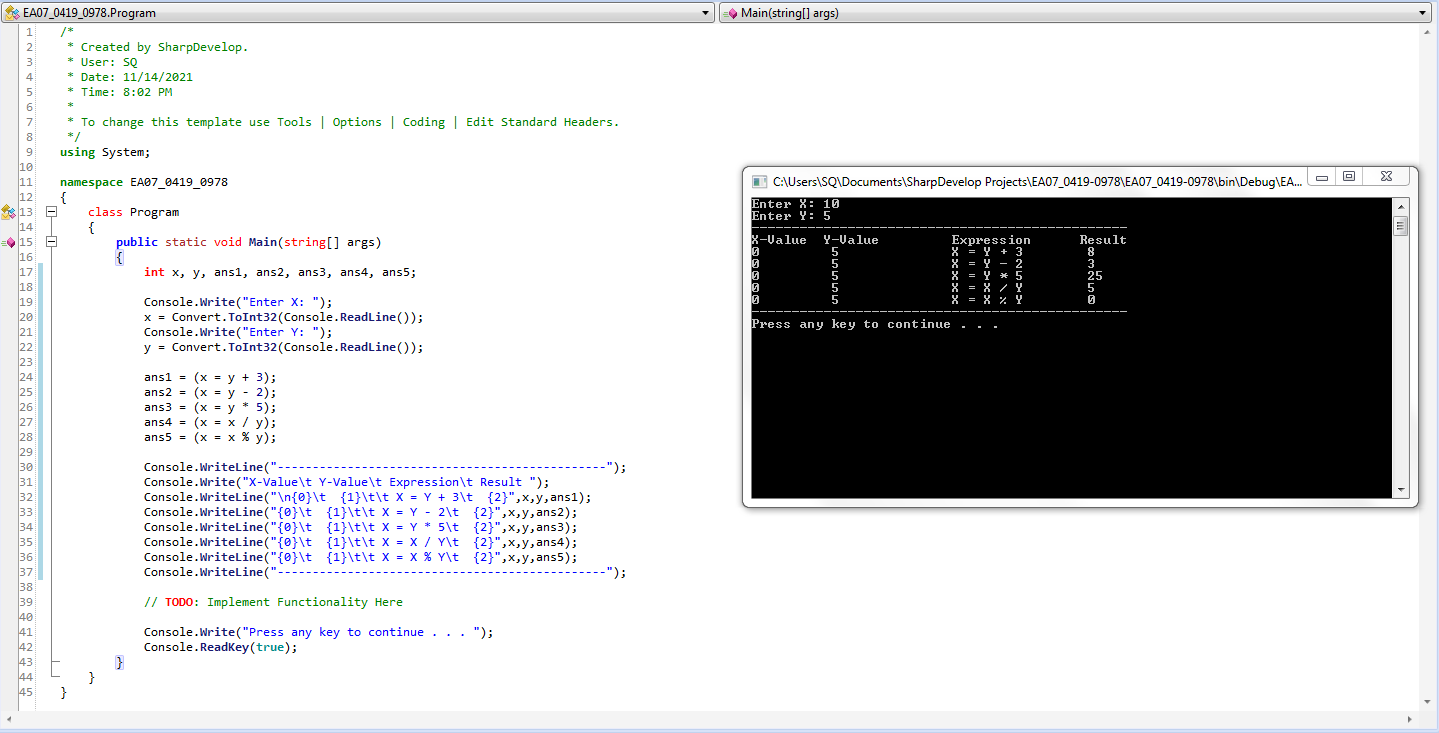 EA07_0419_0978.Program
Main(string[] args)
1 /*
2 * Created by SharpDevelop.
3 * User: SQ
4 * Date: 11/14/2021
5 * Time: 8:02 PM
6 *
7 * To change this template use Tools | Options | Coding | Edit Standard Headers.
8 */
9 using System;
10
11 namespace EA07_0419_0978
12 {
13 class Program
14 {
15 public static void Main(string[] args)
16 {
17 int x, y, ans1, ans2, ans3, ans4, ans5;
18
19 Console.Write("Enter X: ");
20 x = Convert.ToInt32(Console.ReadLine());
21 Console.Write("Enter Y: ");
22 y = Convert.ToInt32(Console.ReadLine());
23
24 ans1 = (x = y + 3);
25 ans2 = (x = y - 2);
26 ans3 = (x = y * 5);
27 ans4 = (x = x / y);
28 ans5 = (x = x % y);
29
30 Console.WriteLine("-----------------------------------------------");
31 Console.Write("X-Value\t Y-Value\t Expression\t Result ");
32 Console.WriteLine("\n{0}\t  {1}\t\t X = Y + 3\t  {2}",x,y,ans1);
33 Console.WriteLine("{0}\t  {1}\t\t X = Y - 2\t  {2}",x,y,ans2);
34 Console.WriteLine("{0}\t  {1}\t\t X = Y * 5\t  {2}",x,y,ans3);
35 Console.WriteLine("{0}\t  {1}\t\t X = X / Y\t  {2}",x,y,ans4);
36 Console.WriteLine("{0}\t  {1}\t\t X = X % Y\t  {2}",x,y,ans5);
37 Console.WriteLine("-----------------------------------------------");
38
39 // TODO: Implement Functionality Here
40
41 Console.Write("Press any key to continue . . . ");
42 Console.ReadKey(true);
43 }
44 }
45 }
C:\Users\SQ\Documents\SharpDevelop Projects\EA07_0419-0978\EA07_0419-0978\bin\Debug\EA...
Enter X: 10
Enter Y: 5
-----------------------------------------------
X-Value Y-Value Expression Result
0 5 X = Y + 3 8
0 5 X = Y - 2 3
0 5 X = Y * 5 25
0 5 X = X / Y 5
0 5 X = X % Y 0
-----------------------------------------------
Press any key to continue . . .